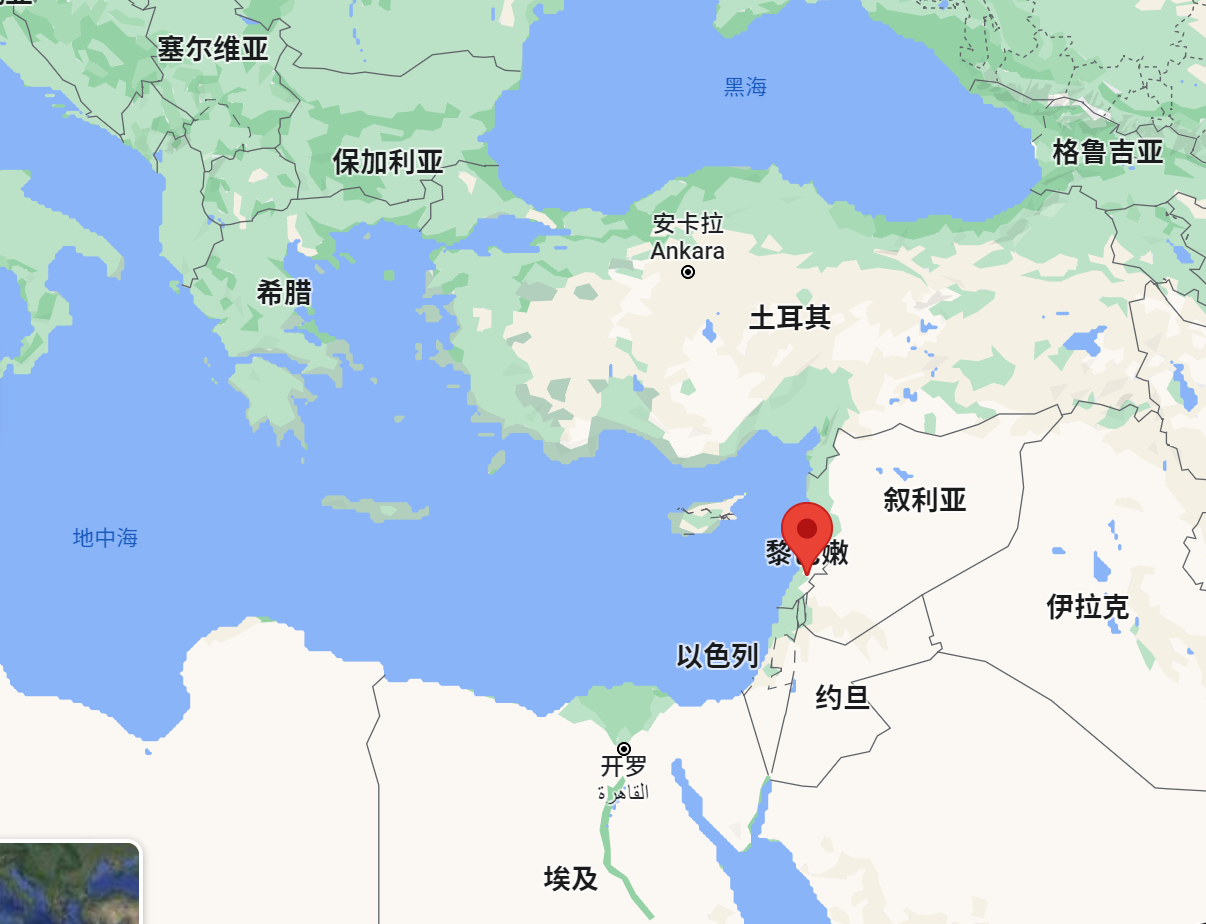 塞尔维亚
黑海
格鲁吉亚
保加利亚
安卡拉
Ankara
希腊
土耳其
叙利亚
地中海
黎 嫩
伊拉克
以色列
约旦
开罗
القاهرة
埃及